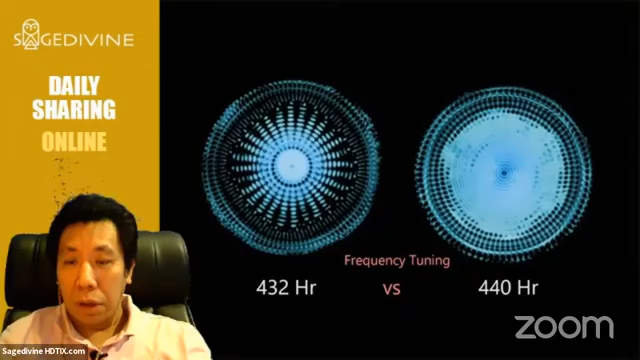 SAGEDIVINE
DAILY
SHARING
ONLINE
Frequency Tuning
432 Hr
vs
440 Hr
zoom
Sagedivine HDTIX.com